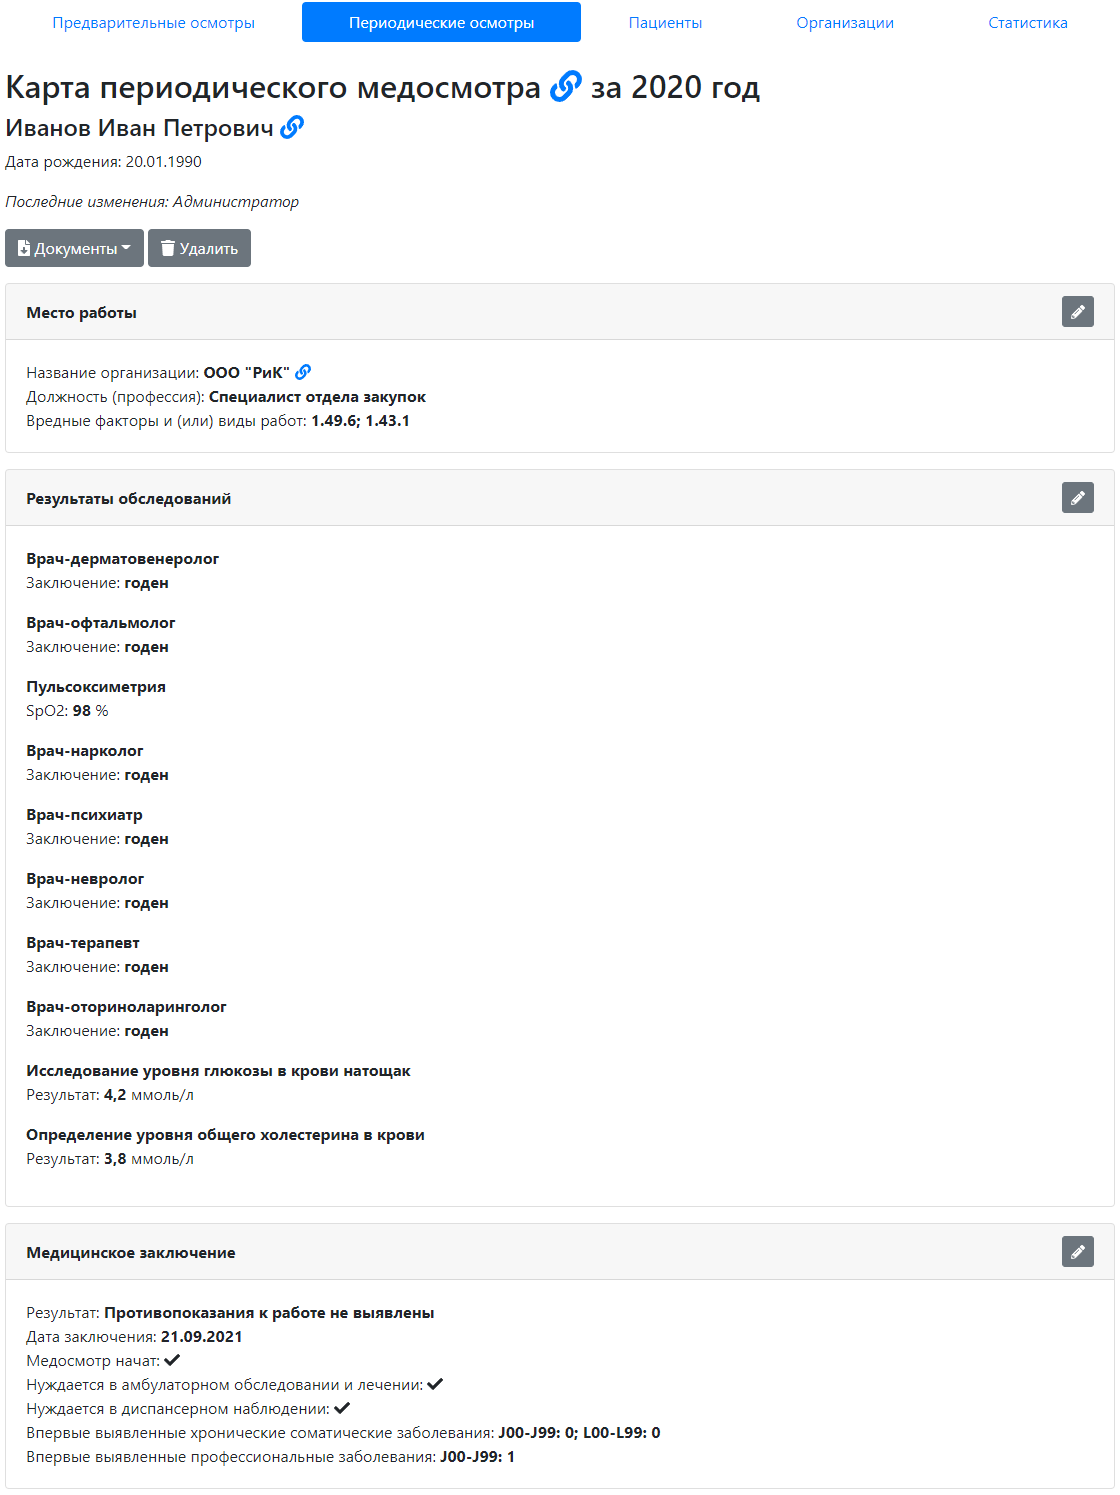 Предварительные осмотры
Периодические осмотры
Пациенты
Организации
Статистика
Карта периодического медосмотра за 2020 год
Иванов Иван Петрович
Дата рождения: 20.01.1990
Последние изменения: Администратор
Документы
Удалить
Место работы
Название организации: ООО "РиК"
Должность (профессия): Специалист отдела закупок
Вредные факторы и (или) виды работ: 1.49.6; 1.43.1
Результаты обследований
Врач-дерматовенеролог
Заключение: годен
Врач-офтальмолог
Заключение: годен
Пульсоксиметрия
SpO2: 98 %
Врач-нарколог
Заключение: годен
Врач-психиатр
Заключение: годен
Врач-невролог
Заключение: годен
Врач-терапевт
Заключение: годен
Врач-оториноларинголог
Заключение: годен
Исследование уровня глюкозы в крови натощак
Результат: 4,2 ммоль/л
Определение уровня общего холестерина в крови
Результат: 3,8 ммоль/л
Медицинское заключение
Результат: Противопоказания к работе не выявлены
Дата заключения: 21.09.2021
Медосмотр начат: ✔
Нуждается в амбулаторном обследовании и лечении: ✔
Нуждается в диспансерном наблюдении: ✔
Впервые выявленные хронические соматические заболевания: J00-J99: 0; L00-L99: 0
Впервые выявленные профессиональные заболевания: J00-J99: 1